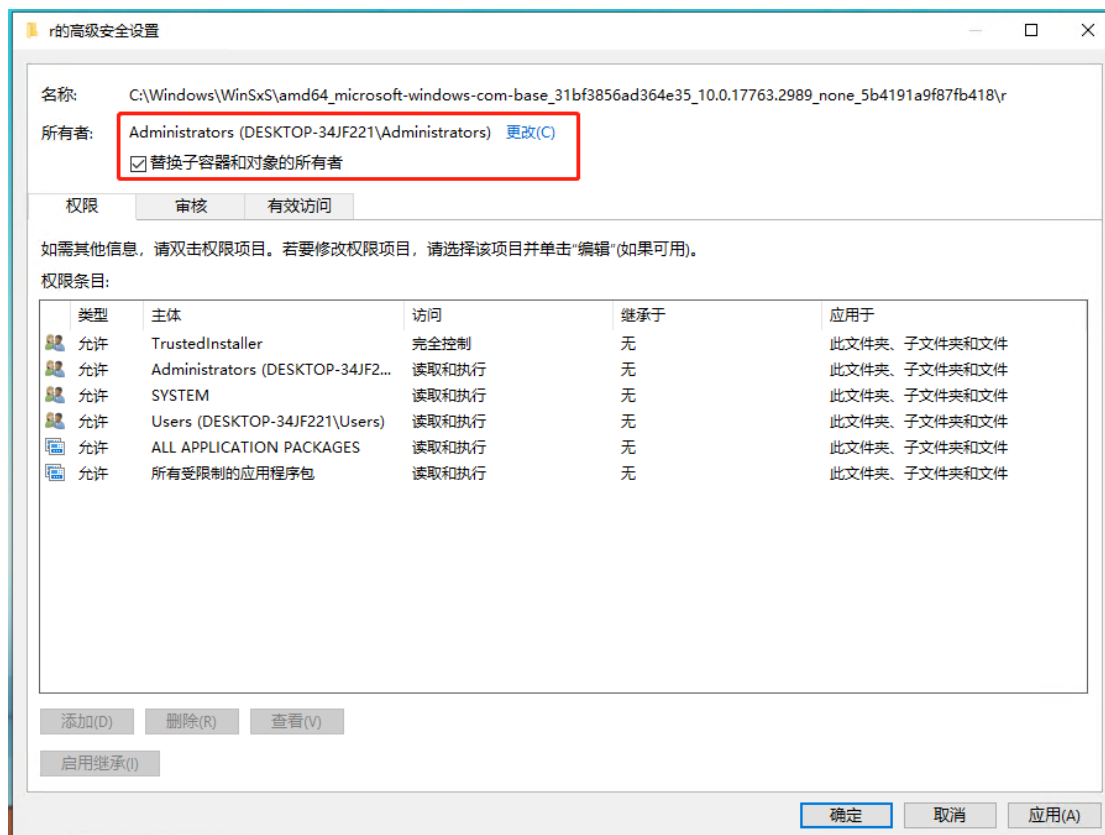 r的高级安全设置
名称: C:\Windows\WinSxS\amd64_microsoft-windows-com-base_31bf3856ad364e35_10.0.17763.2989_none_5b4191a9f87fb418\r
所有者: Administrators (DESKTOP-34JF221\Administrators) 更改(C)
替换子容器和对象的所有者
权限 审核 有效访问
如需其他信息，请双击权限项目。若要修改权限项目，请选择该项目并单击“编辑”(如果可用)。
权限条目:
类型 主体 访问 继承于 应用于
允许 TrustedInstaller 完全控制 无 此文件夹、子文件夹和文件
允许 Administrators (DESKTOP-34JF2... 读取和执行 无 此文件夹、子文件夹和文件
允许 SYSTEM 读取和执行 无 此文件夹、子文件夹和文件
允许 Users (DESKTOP-34JF221\Users) 读取和执行 无 此文件夹、子文件夹和文件
允许 ALL APPLICATION PACKAGES 读取和执行 无 此文件夹、子文件夹和文件
允许 所有受限制的应用程序包 读取和执行 无 此文件夹、子文件夹和文件
添加(D) 删除(R) 查看(V)
启用继承(I)
确定 取消 应用(A)